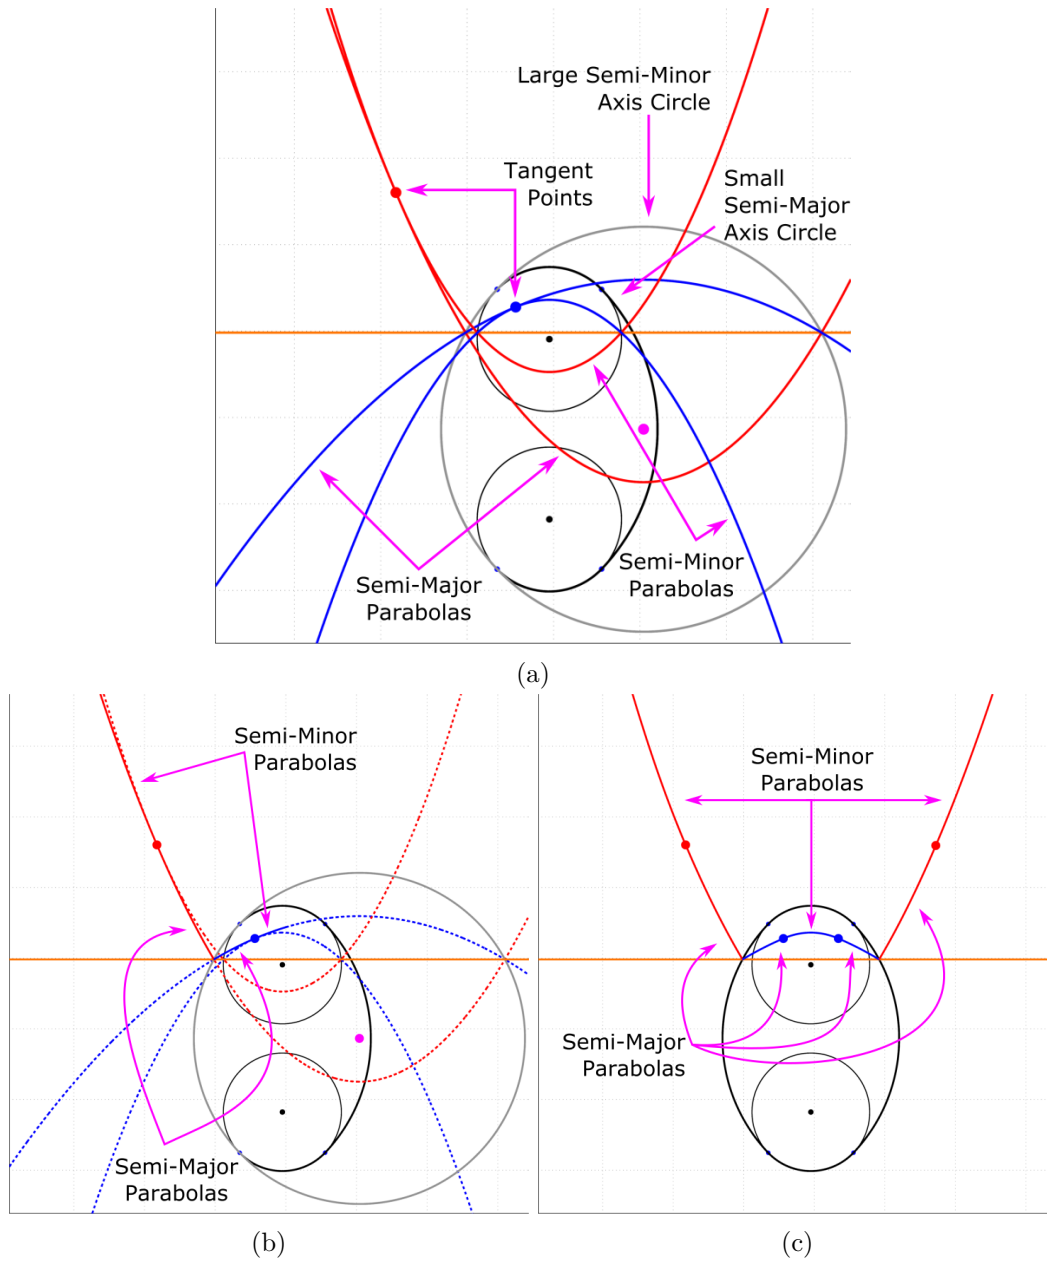 Large Semi-Minor
Axis Circle
Tangent
Points
Small
Semi-Major
Axis Circle
Semi-Major
Parabolas
Semi-Minor
Parabolas
(a)
Semi-Minor
Parabolas
Semi-Major
Parabolas
(b)
Semi-Minor
Parabolas
Semi-Major
Parabolas
(c)